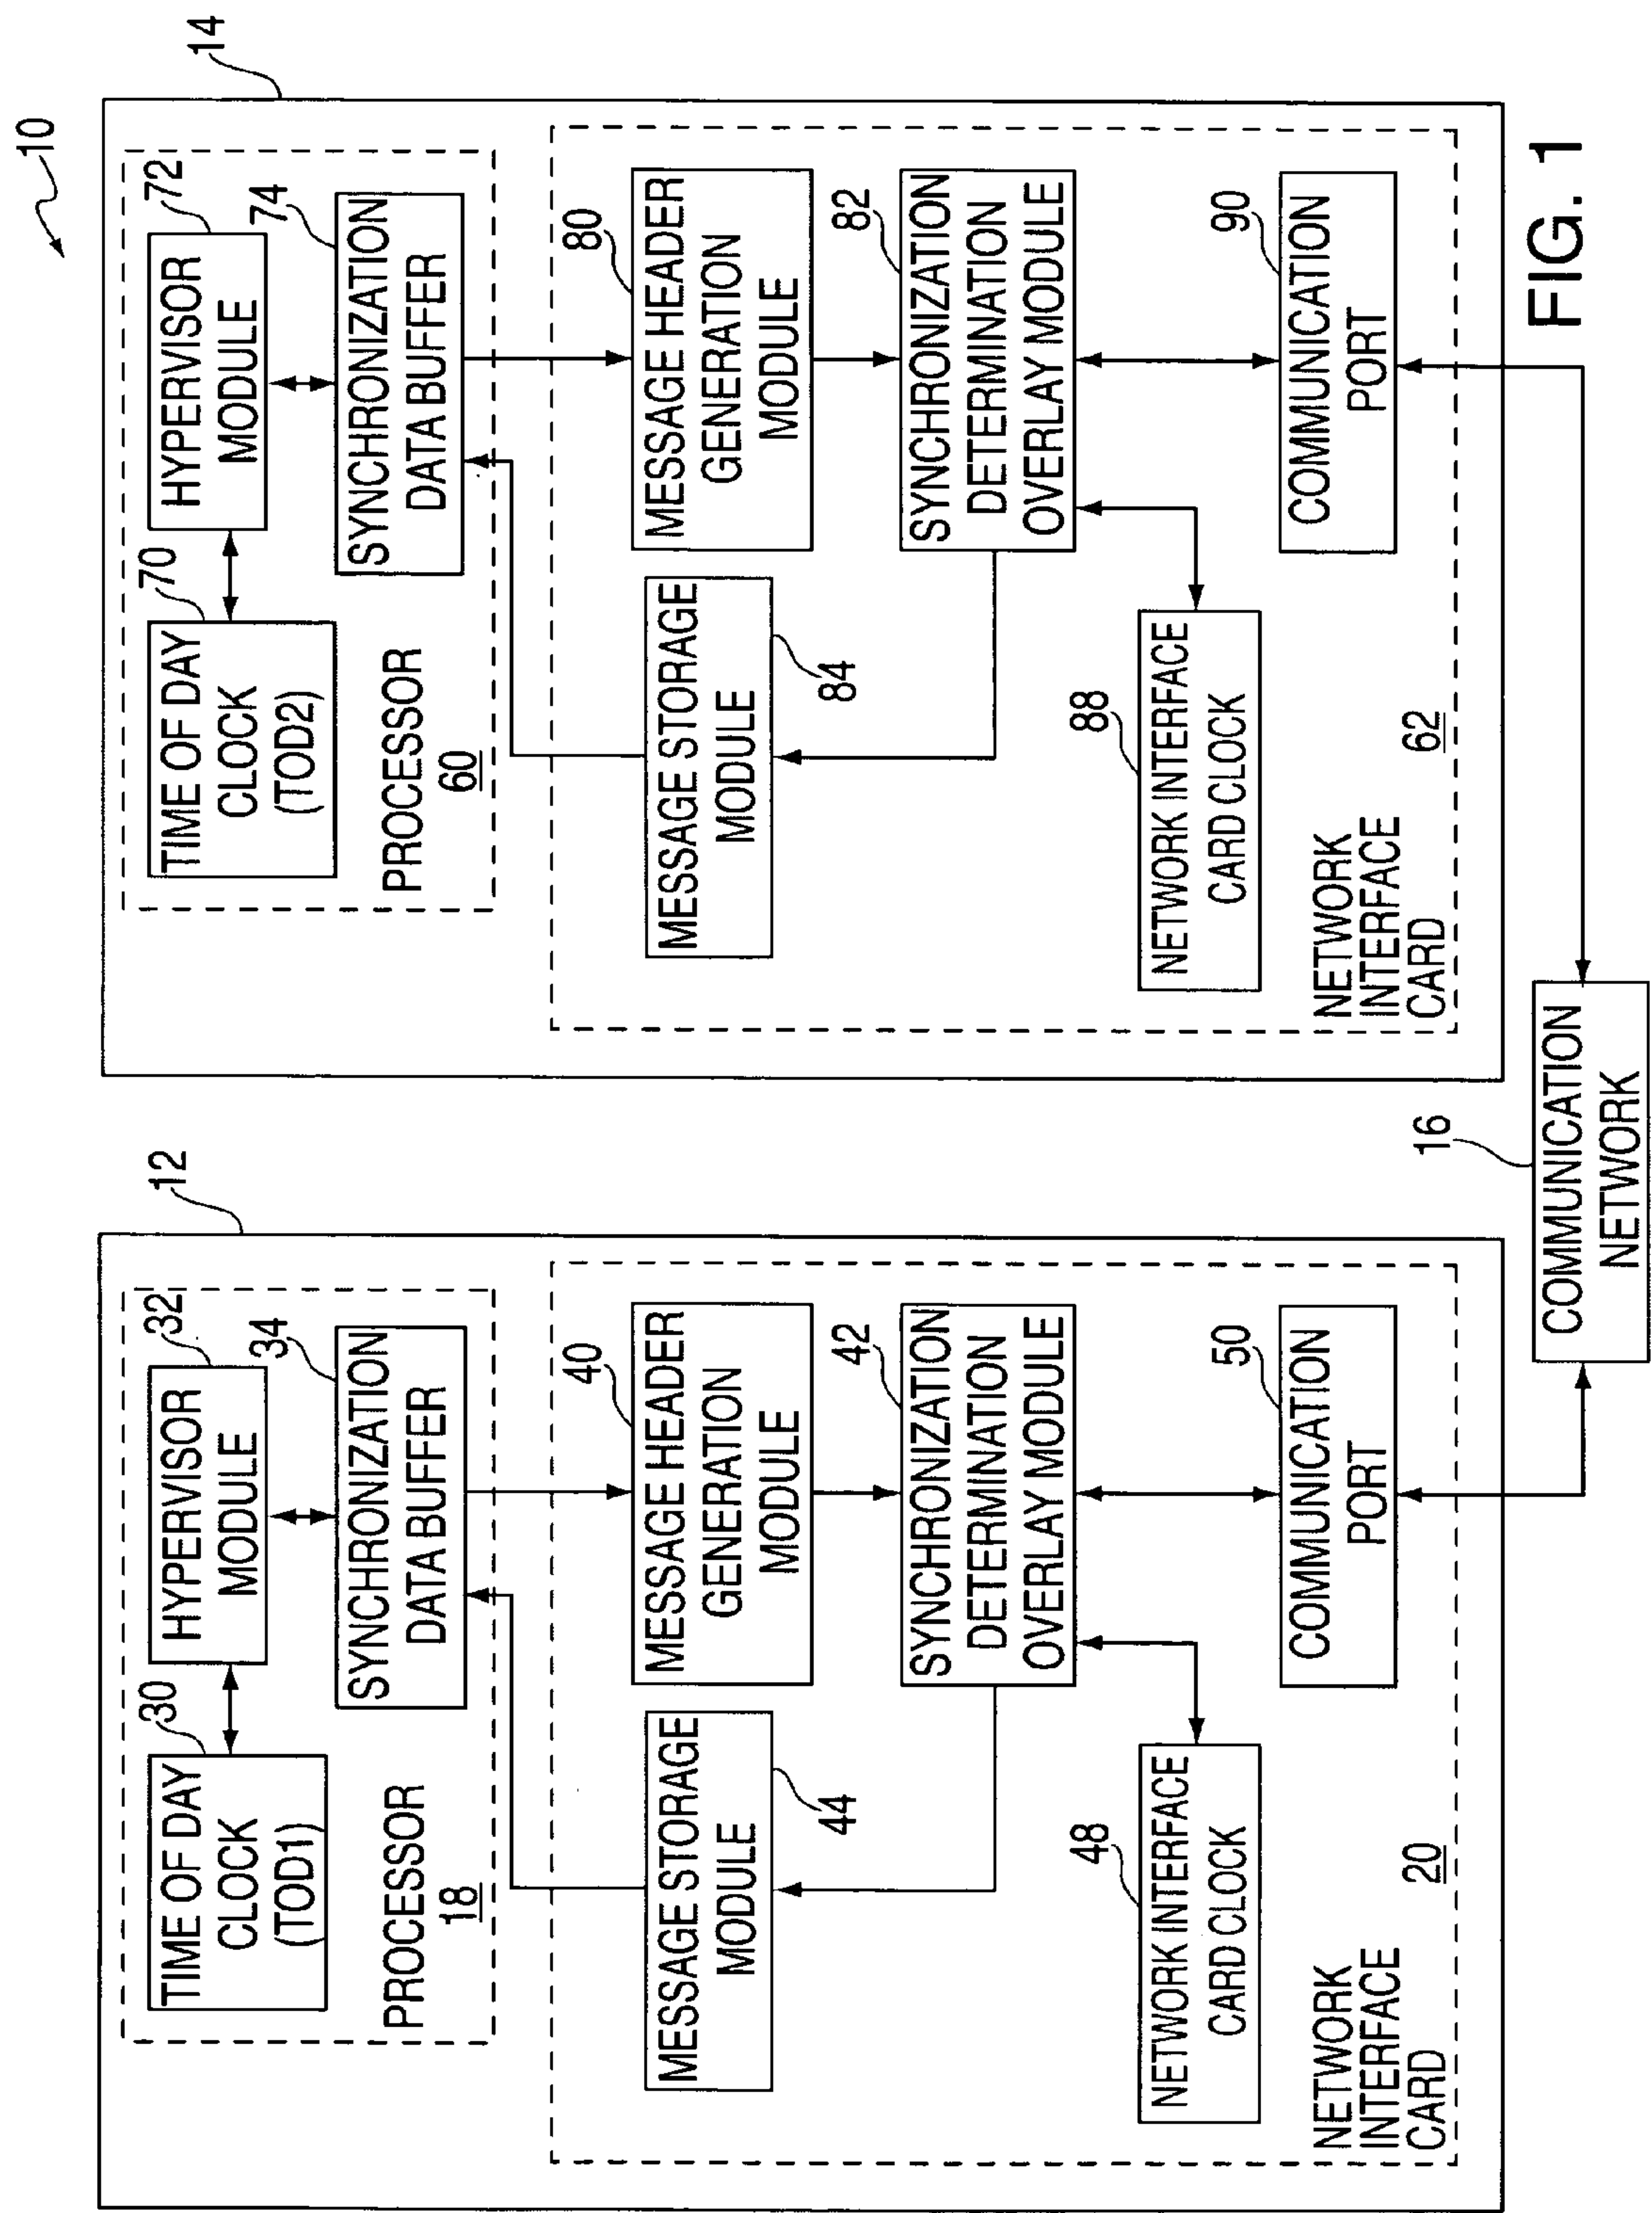 10
12
14
TIME OF DAY
CLOCK
(TOD1)
30
HYPERVISOR
MODULE
32
SYNCHRONIZATION
DATA BUFFER
34
PROCESSOR
18
MESSAGE HEADER
GENERATION
MODULE
40
MESSAGE STORAGE
MODULE
44
SYNCHRONIZATION
DETERMINATION
OVERLAY MODULE
42
NETWORK INTERFACE
CARD CLOCK
48
COMMUNICATION
PORT
50
NETWORK
INTERFACE
CARD
20
TIME OF DAY
CLOCK
(TOD2)
70
HYPERVISOR
MODULE
72
SYNCHRONIZATION
DATA BUFFER
74
PROCESSOR
60
MESSAGE HEADER
GENERATION
MODULE
80
MESSAGE STORAGE
MODULE
84
SYNCHRONIZATION
DETERMINATION
OVERLAY MODULE
82
NETWORK INTERFACE
CARD CLOCK
88
COMMUNICATION
PORT
90
NETWORK
INTERFACE
CARD
62
16
COMMUNICATION
NETWORK
FIG. 1